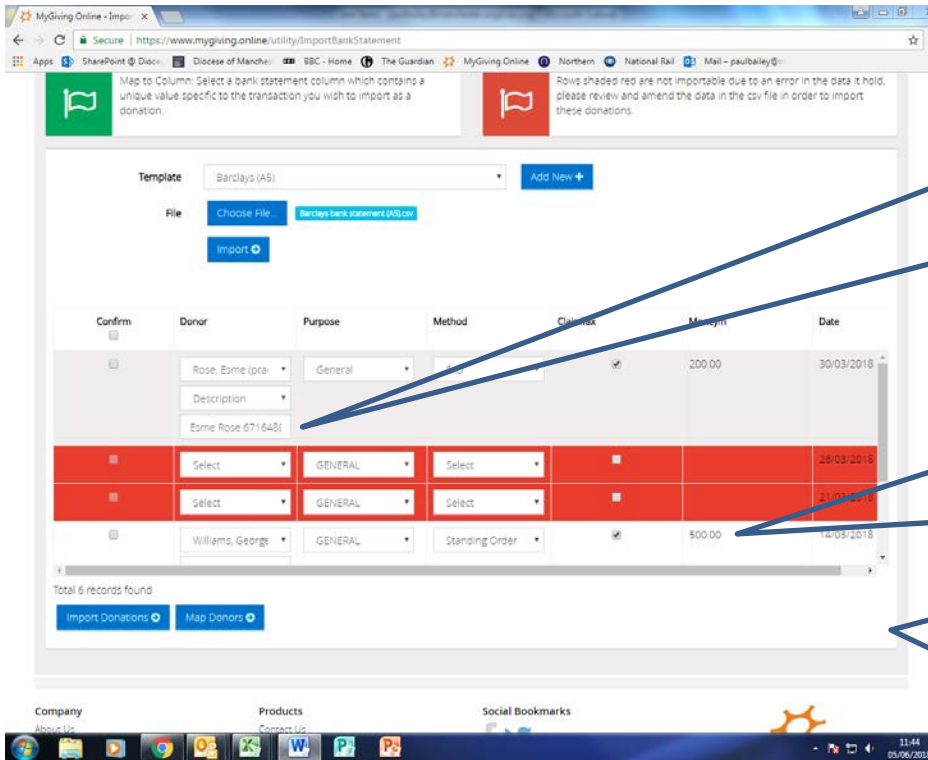 MyGiving Online - Impor
Secure | https://www.mygiving.online/utility/ImportBankStatement
Apps SharePoint @ Dioce Diocese of Manches BBC - Home The Guardian MyGiving Online Northern National Rail Mail – paulbailey@
Map to Column: Select a bank statement column which contains a
unique value specific to the transaction you wish to import as a
donation.
Rows shaded red are not importable due to an error in the data it hold,
please review and amend the data in the csv file in order to import
these donations.
Template Barclays (AS) Add New
File Choose File... Barclays bank statement (AS).csv
Import
Confirm Donor Purpose Method Date
Rose, Esme (pra General 200.00 30/03/2018
Description
Esme Rose 671648
Select GENERAL Select 26/03/2018
Select GENERAL Select 21/03/2018
Williams, George GENERAL Standing Order 500.00 14/03/2018
Total 6 records found
Import Donations Map Donors
Company Products Social Bookmarks
About Us Contact Us
11:44
05/06/2018